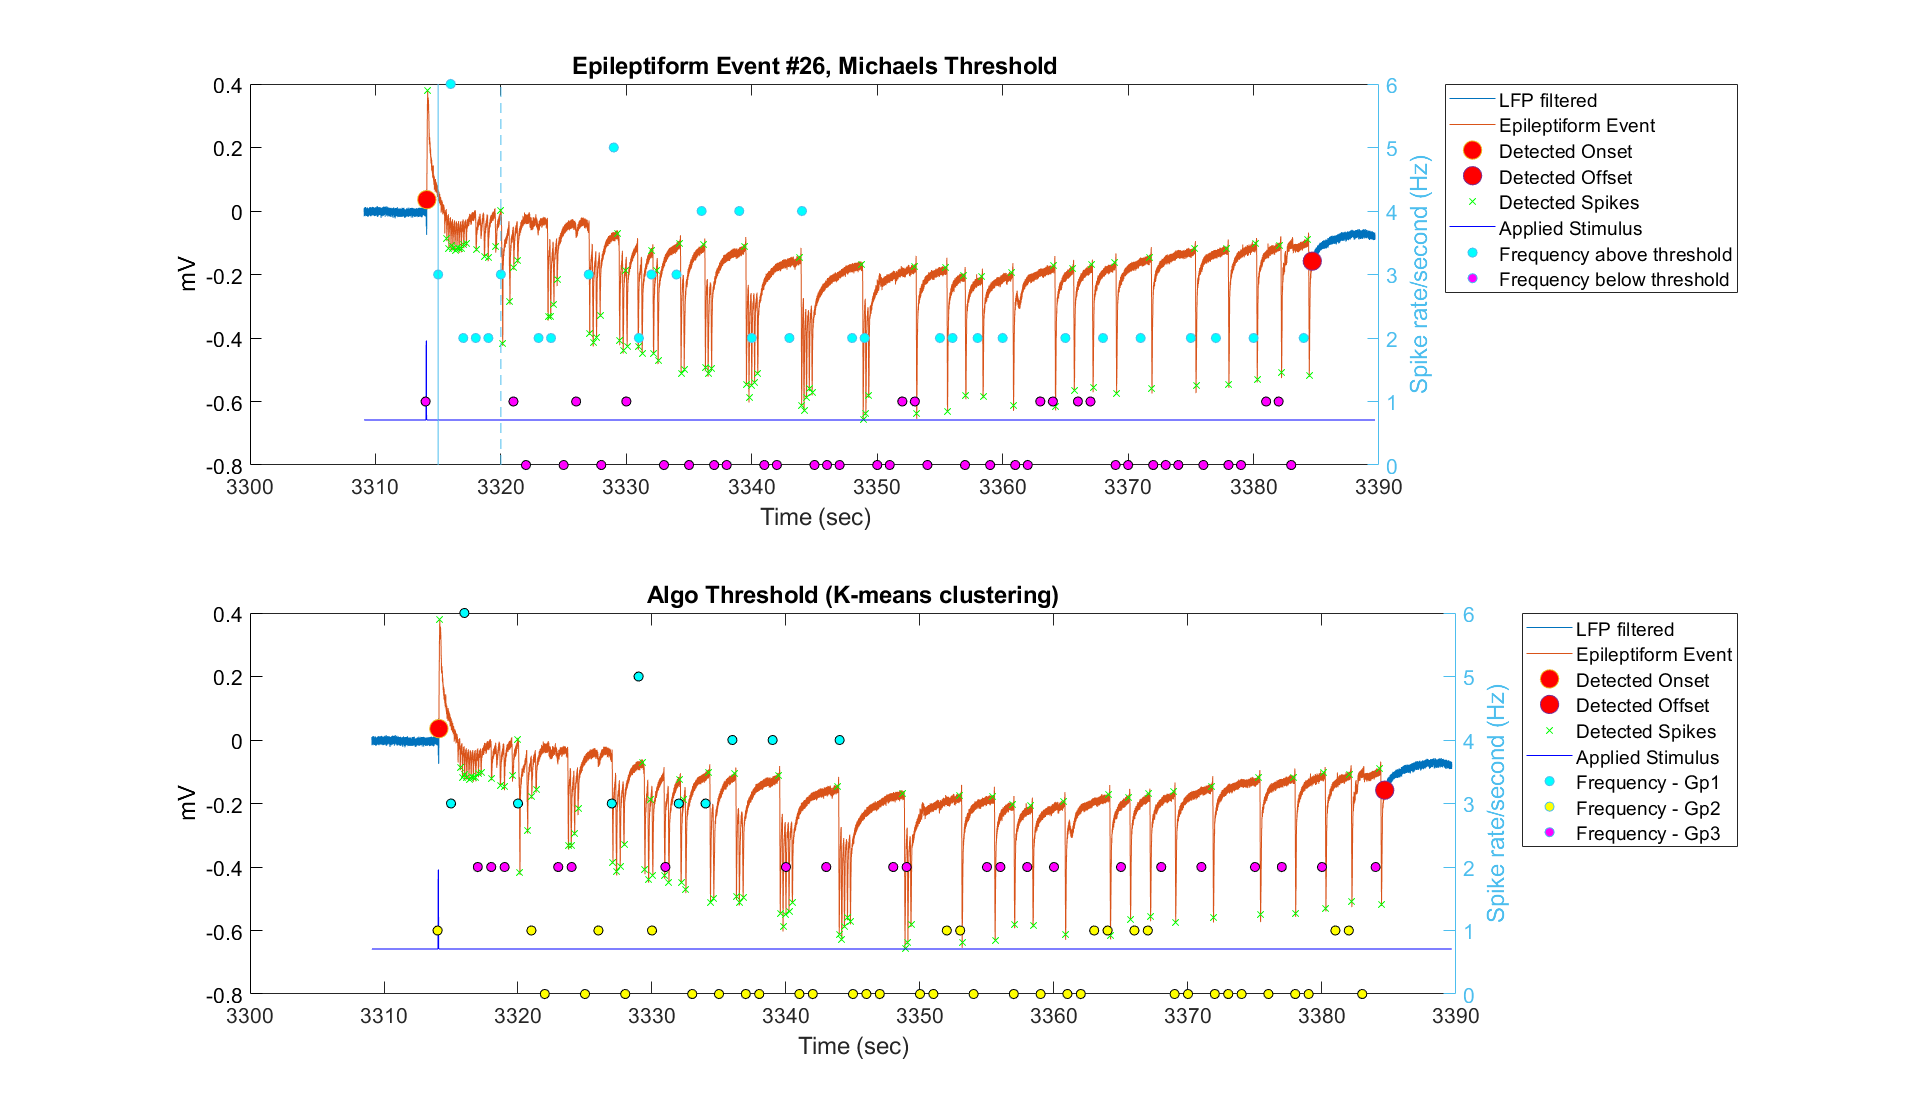 Epileptiform Event #26, Michaels Threshold
0.4
0.2
0
-0.2
-0.4
-0.6
-0.8
mV
3300
3310
3320
3330
3340
3350
3360
3370
3380
3390
Time (sec)
6
5
4
3
2
1
0
Spike rate/second (Hz)
LFP filtered
Epileptiform Event
Detected Onset
Detected Offset
Detected Spikes
Applied Stimulus
Frequency above threshold
Frequency below threshold
Algo Threshold (K-means clustering)
0.4
0.2
0
-0.2
-0.4
-0.6
-0.8
mV
3300
3310
3320
3330
3340
3350
3360
3370
3380
3390
Time (sec)
6
5
4
3
2
1
0
Spike rate/second (Hz)
LFP filtered
Epileptiform Event
Detected Onset
Detected Offset
Detected Spikes
Applied Stimulus
Frequency - Gp1
Frequency - Gp2
Frequency - Gp3